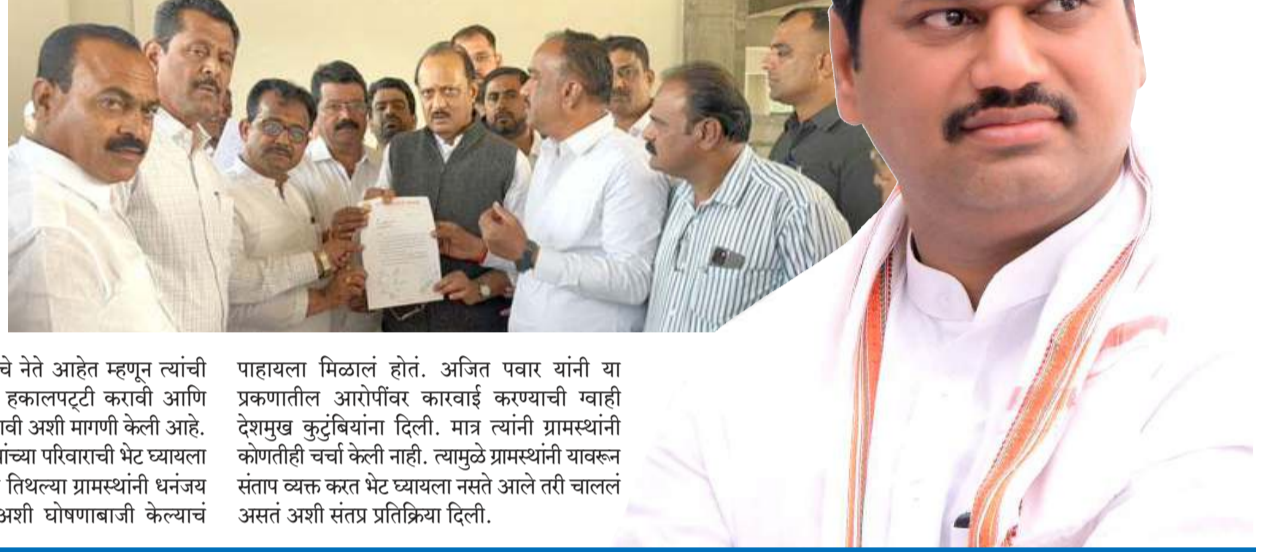 चे नेते आहेत म्हणून त्यांची
हकालपट्टी करावी आणि
अशी मागणी केली आहे.
परिवाराची भेट घ्यायला
तिथल्या ग्रामस्थांनी धनंजय
अशी घोषणाबाजी केल्याचं
पाहायला मिळालं होतं. अजित पवार यांनी या
प्रकणातील आरोपींवर कारवाई करण्याची ग्वाही
देशमुख कुटुंबियांना दिली. मात्र त्यांनी ग्रामस्थांनी
कोणतीही चर्चा केली नाही. त्यामुळे ग्रामस्थांनी यावरून
संताप व्यक्त करत भेट घ्यायला नसते आले तरी चाललं
असतं अशी संतप्र प्रतिक्रिया दिली.